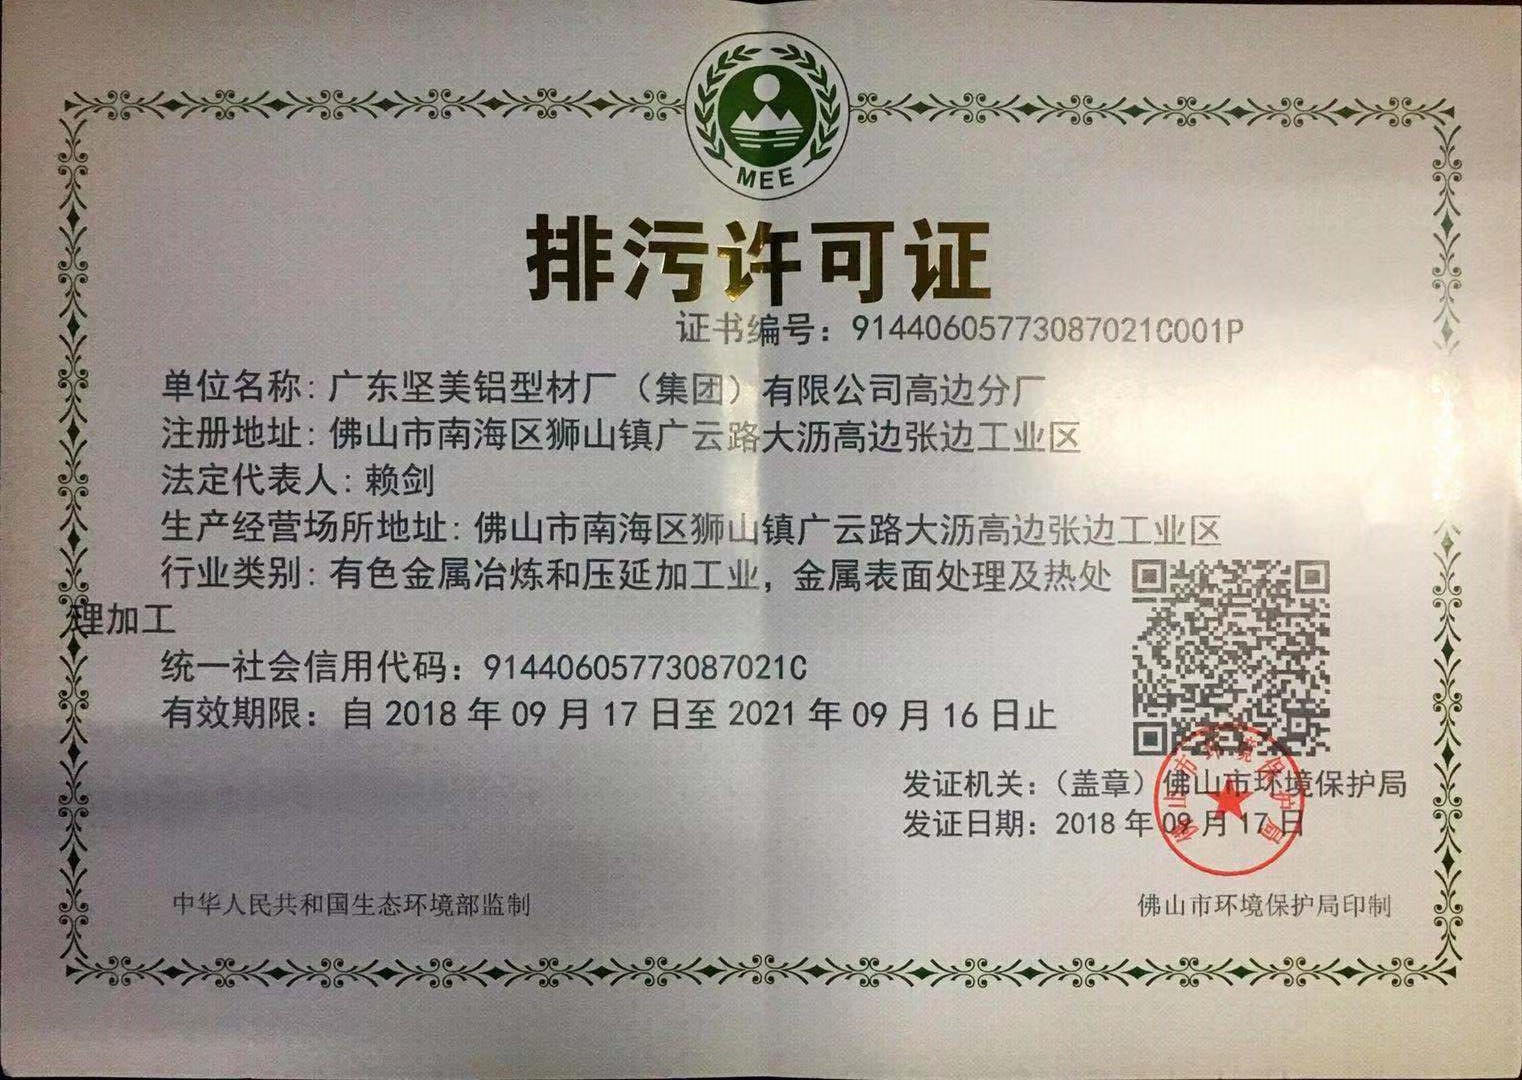 MEE
排污许可证
证书编号：91440605773087021C001P
单位名称: 广东坚美铝型材厂（集团）有限公司高边分厂
注册地址: 佛山市南海区狮山镇广云路大沥高边张边工业区
法定代表人: 赖剑
生产经营场所地址: 佛山市南海区狮山镇广云路大沥高边张边工业区
行业类别: 有色金属冶炼和压延加工业，金属表面处理及热处
理加工
统一社会信用代码：91440605773087021C
有效期限：自 2018 年 09 月 17 日至 2021 年 09 月 16 日止
发证机关：（盖章）佛山市环境保护局
发证日期：2018 年 09 月 17 日
佛山市环境保护局
中华人民共和国生态环境部监制
佛山市环境保护局印制